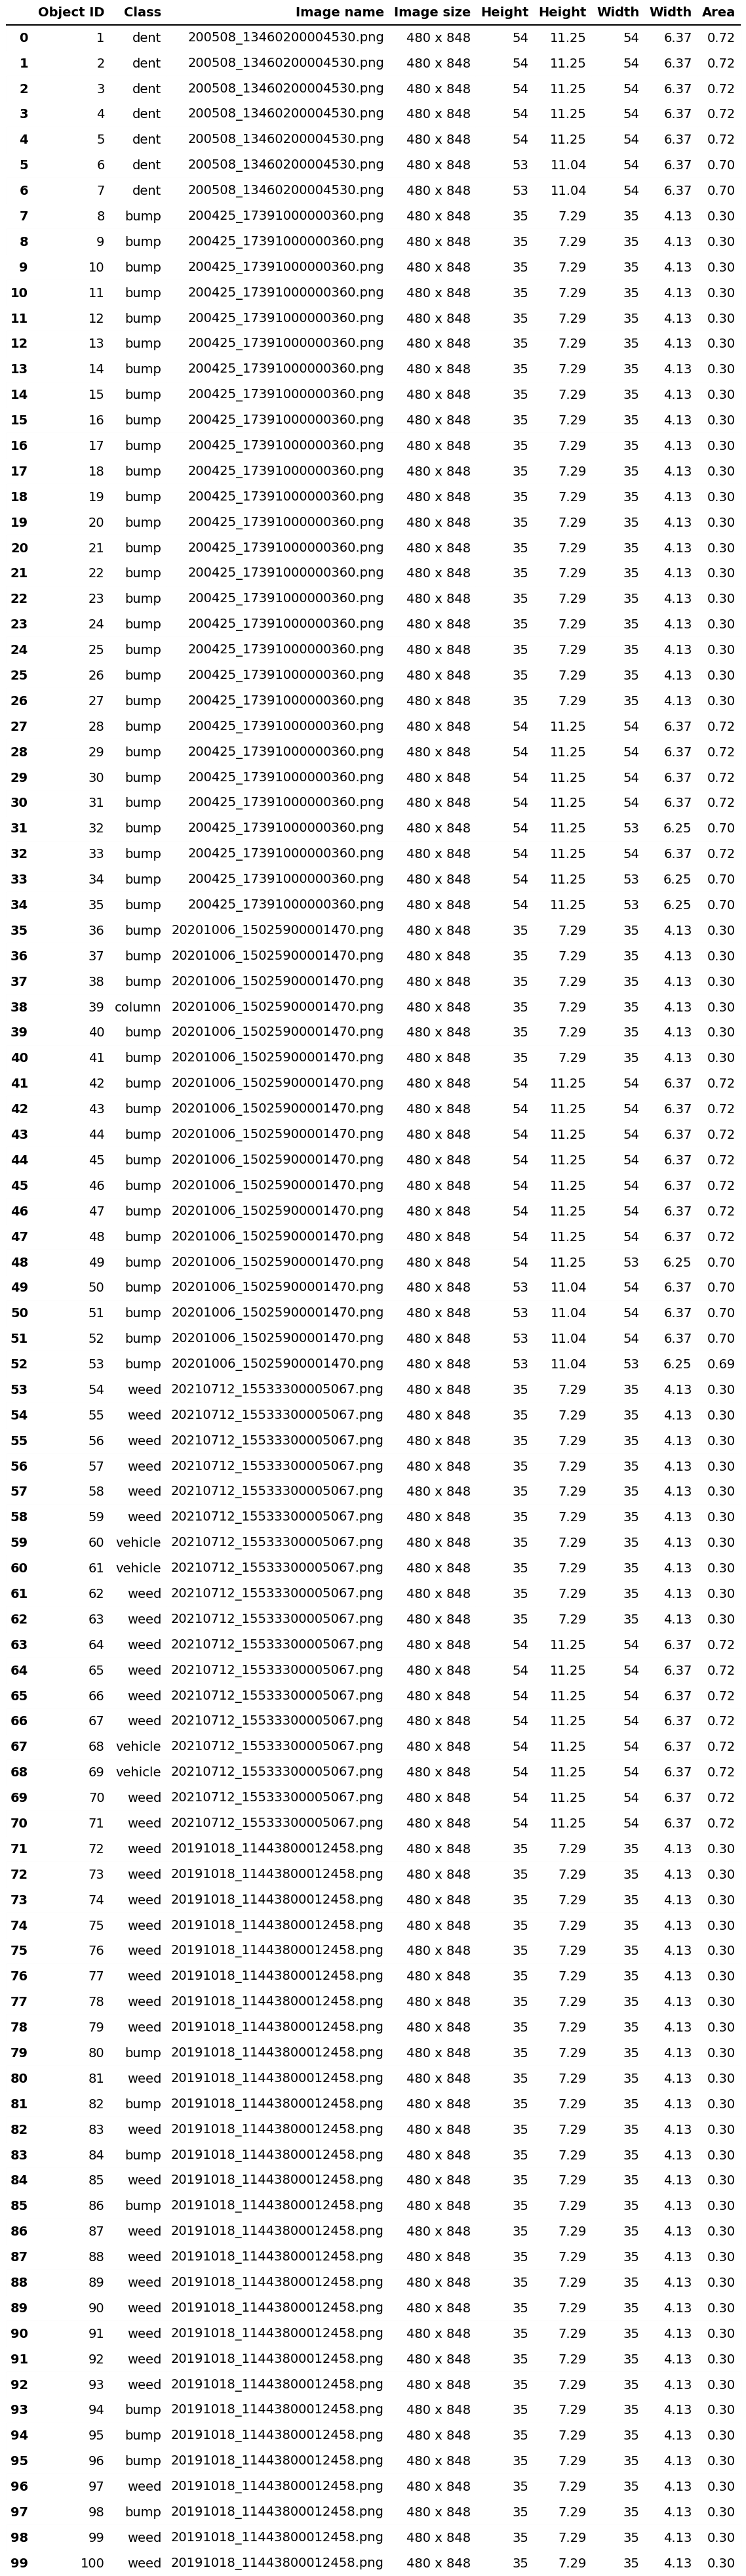 Object ID Class Image name Image size Height Height Width Width Area
0 1 dent 200508_13460200004530.png 480 x 848 54 11.25 54 6.37 0.72
1 2 dent 200508_13460200004530.png 480 x 848 54 11.25 54 6.37 0.72
2 3 dent 200508_13460200004530.png 480 x 848 54 11.25 54 6.37 0.72
3 4 dent 200508_13460200004530.png 480 x 848 54 11.25 54 6.37 0.72
4 5 dent 200508_13460200004530.png 480 x 848 54 11.25 54 6.37 0.72
5 6 dent 200508_13460200004530.png 480 x 848 53 11.04 54 6.37 0.70
6 7 dent 200508_13460200004530.png 480 x 848 53 11.04 54 6.37 0.70
7 8 bump 200425_17391000000360.png 480 x 848 35 7.29 35 4.13 0.30
8 9 bump 200425_17391000000360.png 480 x 848 35 7.29 35 4.13 0.30
9 10 bump 200425_17391000000360.png 480 x 848 35 7.29 35 4.13 0.30
10 11 bump 200425_17391000000360.png 480 x 848 35 7.29 35 4.13 0.30
11 12 bump 200425_17391000000360.png 480 x 848 35 7.29 35 4.13 0.30
12 13 bump 200425_17391000000360.png 480 x 848 35 7.29 35 4.13 0.30
13 14 bump 200425_17391000000360.png 480 x 848 35 7.29 35 4.13 0.30
14 15 bump 200425_17391000000360.png 480 x 848 35 7.29 35 4.13 0.30
15 16 bump 200425_17391000000360.png 480 x 848 35 7.29 35 4.13 0.30
16 17 bump 200425_17391000000360.png 480 x 848 35 7.29 35 4.13 0.30
17 18 bump 200425_17391000000360.png 480 x 848 35 7.29 35 4.13 0.30
18 19 bump 200425_17391000000360.png 480 x 848 35 7.29 35 4.13 0.30
19 20 bump 200425_17391000000360.png 480 x 848 35 7.29 35 4.13 0.30
20 21 bump 200425_17391000000360.png 480 x 848 35 7.29 35 4.13 0.30
21 22 bump 200425_17391000000360.png 480 x 848 35 7.29 35 4.13 0.30
22 23 bump 200425_17391000000360.png 480 x 848 35 7.29 35 4.13 0.30
23 24 bump 200425_17391000000360.png 480 x 848 35 7.29 35 4.13 0.30
24 25 bump 200425_17391000000360.png 480 x 848 35 7.29 35 4.13 0.30
25 26 bump 200425_17391000000360.png 480 x 848 35 7.29 35 4.13 0.30
26 27 bump 200425_17391000000360.png 480 x 848 35 7.29 35 4.13 0.30
27 28 bump 200425_17391000000360.png 480 x 848 54 11.25 54 6.37 0.72
28 29 bump 200425_17391000000360.png 480 x 848 54 11.25 54 6.37 0.72
29 30 bump 200425_17391000000360.png 480 x 848 54 11.25 54 6.37 0.72
30 31 bump 200425_17391000000360.png 480 x 848 54 11.25 54 6.37 0.72
31 32 bump 200425_17391000000360.png 480 x 848 54 11.25 53 6.25 0.70
32 33 bump 200425_17391000000360.png 480 x 848 54 11.25 54 6.37 0.72
33 34 bump 200425_17391000000360.png 480 x 848 54 11.25 53 6.25 0.70
34 35 bump 200425_17391000000360.png 480 x 848 54 11.25 53 6.25 0.70
35 36 bump 20201006_15025900001470.png 480 x 848 35 7.29 35 4.13 0.30
36 37 bump 20201006_15025900001470.png 480 x 848 35 7.29 35 4.13 0.30
37 38 bump 20201006_15025900001470.png 480 x 848 35 7.29 35 4.13 0.30
38 39 column 20201006_15025900001470.png 480 x 848 35 7.29 35 4.13 0.30
39 40 bump 20201006_15025900001470.png 480 x 848 35 7.29 35 4.13 0.30
40 41 bump 20201006_15025900001470.png 480 x 848 35 7.29 35 4.13 0.30
41 42 bump 20201006_15025900001470.png 480 x 848 54 11.25 54 6.37 0.72
42 43 bump 20201006_15025900001470.png 480 x 848 54 11.25 54 6.37 0.72
43 44 bump 20201006_15025900001470.png 480 x 848 54 11.25 54 6.37 0.72
44 45 bump 20201006_15025900001470.png 480 x 848 54 11.25 54 6.37 0.72
45 46 bump 20201006_15025900001470.png 480 x 848 54 11.25 54 6.37 0.72
46 47 bump 20201006_15025900001470.png 480 x 848 54 11.25 54 6.37 0.72
47 48 bump 20201006_15025900001470.png 480 x 848 54 11.25 54 6.37 0.72
48 49 bump 20201006_15025900001470.png 480 x 848 54 11.25 53 6.25 0.70
49 50 bump 20201006_15025900001470.png 480 x 848 53 11.04 54 6.37 0.70
50 51 bump 20201006_15025900001470.png 480 x 848 53 11.04 54 6.37 0.70
51 52 bump 20201006_15025900001470.png 480 x 848 53 11.04 54 6.37 0.70
52 53 bump 20201006_15025900001470.png 480 x 848 53 11.04 53 6.25 0.69
53 54 weed 20210712_15533300005067.png 480 x 848 35 7.29 35 4.13 0.30
54 55 weed 20210712_15533300005067.png 480 x 848 35 7.29 35 4.13 0.30
55 56 weed 20210712_15533300005067.png 480 x 848 35 7.29 35 4.13 0.30
56 57 weed 20210712_15533300005067.png 480 x 848 35 7.29 35 4.13 0.30
57 58 weed 20210712_15533300005067.png 480 x 848 35 7.29 35 4.13 0.30
58 59 weed 20210712_15533300005067.png 480 x 848 35 7.29 35 4.13 0.30
59 60 vehicle 20210712_15533300005067.png 480 x 848 35 7.29 35 4.13 0.30
60 61 vehicle 20210712_15533300005067.png 480 x 848 35 7.29 35 4.13 0.30
61 62 weed 20210712_15533300005067.png 480 x 848 35 7.29 35 4.13 0.30
62 63 weed 20210712_15533300005067.png 480 x 848 35 7.29 35 4.13 0.30
63 64 weed 20210712_15533300005067.png 480 x 848 54 11.25 54 6.37 0.72
64 65 weed 20210712_15533300005067.png 480 x 848 54 11.25 54 6.37 0.72
65 66 weed 20210712_15533300005067.png 480 x 848 54 11.25 54 6.37 0.72
66 67 weed 20210712_15533300005067.png 480 x 848 54 11.25 54 6.37 0.72
67 68 vehicle 20210712_15533300005067.png 480 x 848 54 11.25 54 6.37 0.72
68 69 vehicle 20210712_15533300005067.png 480 x 848 54 11.25 54 6.37 0.72
69 70 weed 20210712_15533300005067.png 480 x 848 54 11.25 54 6.37 0.72
70 71 weed 20210712_15533300005067.png 480 x 848 54 11.25 54 6.37 0.72
71 72 weed 20191018_11443800012458.png 480 x 848 35 7.29 35 4.13 0.30
72 73 weed 20191018_11443800012458.png 480 x 848 35 7.29 35 4.13 0.30
73 74 weed 20191018_11443800012458.png 480 x 848 35 7.29 35 4.13 0.30
74 75 weed 20191018_11443800012458.png 480 x 848 35 7.29 35 4.13 0.30
75 76 weed 20191018_11443800012458.png 480 x 848 35 7.29 35 4.13 0.30
76 77 weed 20191018_11443800012458.png 480 x 848 35 7.29 35 4.13 0.30
77 78 weed 20191018_11443800012458.png 480 x 848 35 7.29 35 4.13 0.30
78 79 weed 20191018_11443800012458.png 480 x 848 35 7.29 35 4.13 0.30
79 80 bump 20191018_11443800012458.png 480 x 848 35 7.29 35 4.13 0.30
80 81 weed 20191018_11443800012458.png 480 x 848 35 7.29 35 4.13 0.30
81 82 bump 20191018_11443800012458.png 480 x 848 35 7.29 35 4.13 0.30
82 83 weed 20191018_11443800012458.png 480 x 848 35 7.29 35 4.13 0.30
83 84 bump 20191018_11443800012458.png 480 x 848 35 7.29 35 4.13 0.30
84 85 weed 20191018_11443800012458.png 480 x 848 35 7.29 35 4.13 0.30
85 86 bump 20191018_11443800012458.png 480 x 848 35 7.29 35 4.13 0.30
86 87 weed 20191018_11443800012458.png 480 x 848 35 7.29 35 4.13 0.30
87 88 weed 20191018_11443800012458.png 480 x 848 35 7.29 35 4.13 0.30
88 89 weed 20191018_11443800012458.png 480 x 848 35 7.29 35 4.13 0.30
89 90 weed 20191018_11443800012458.png 480 x 848 35 7.29 35 4.13 0.30
90 91 weed 20191018_11443800012458.png 480 x 848 35 7.29 35 4.13 0.30
91 92 weed 20191018_11443800012458.png 480 x 848 35 7.29 35 4.13 0.30
92 93 weed 20191018_11443800012458.png 480 x 848 35 7.29 35 4.13 0.30
93 94 bump 20191018_11443800012458.png 480 x 848 35 7.29 35 4.13 0.30
94 95 bump 20191018_11443800012458.png 480 x 848 35 7.29 35 4.13 0.30
95 96 bump 20191018_11443800012458.png 480 x 848 35 7.29 35 4.13 0.30
96 97 weed 20191018_11443800012458.png 480 x 848 35 7.29 35 4.13 0.30
97 98 bump 20191018_11443800012458.png 480 x 848 35 7.29 35 4.13 0.30
98 99 weed 20191018_11443800012458.png 480 x 848 35 7.29 35 4.13 0.30
99 100 weed 20191018_11443800012458.png 480 x 848 35 7.29 35 4.13 0.30